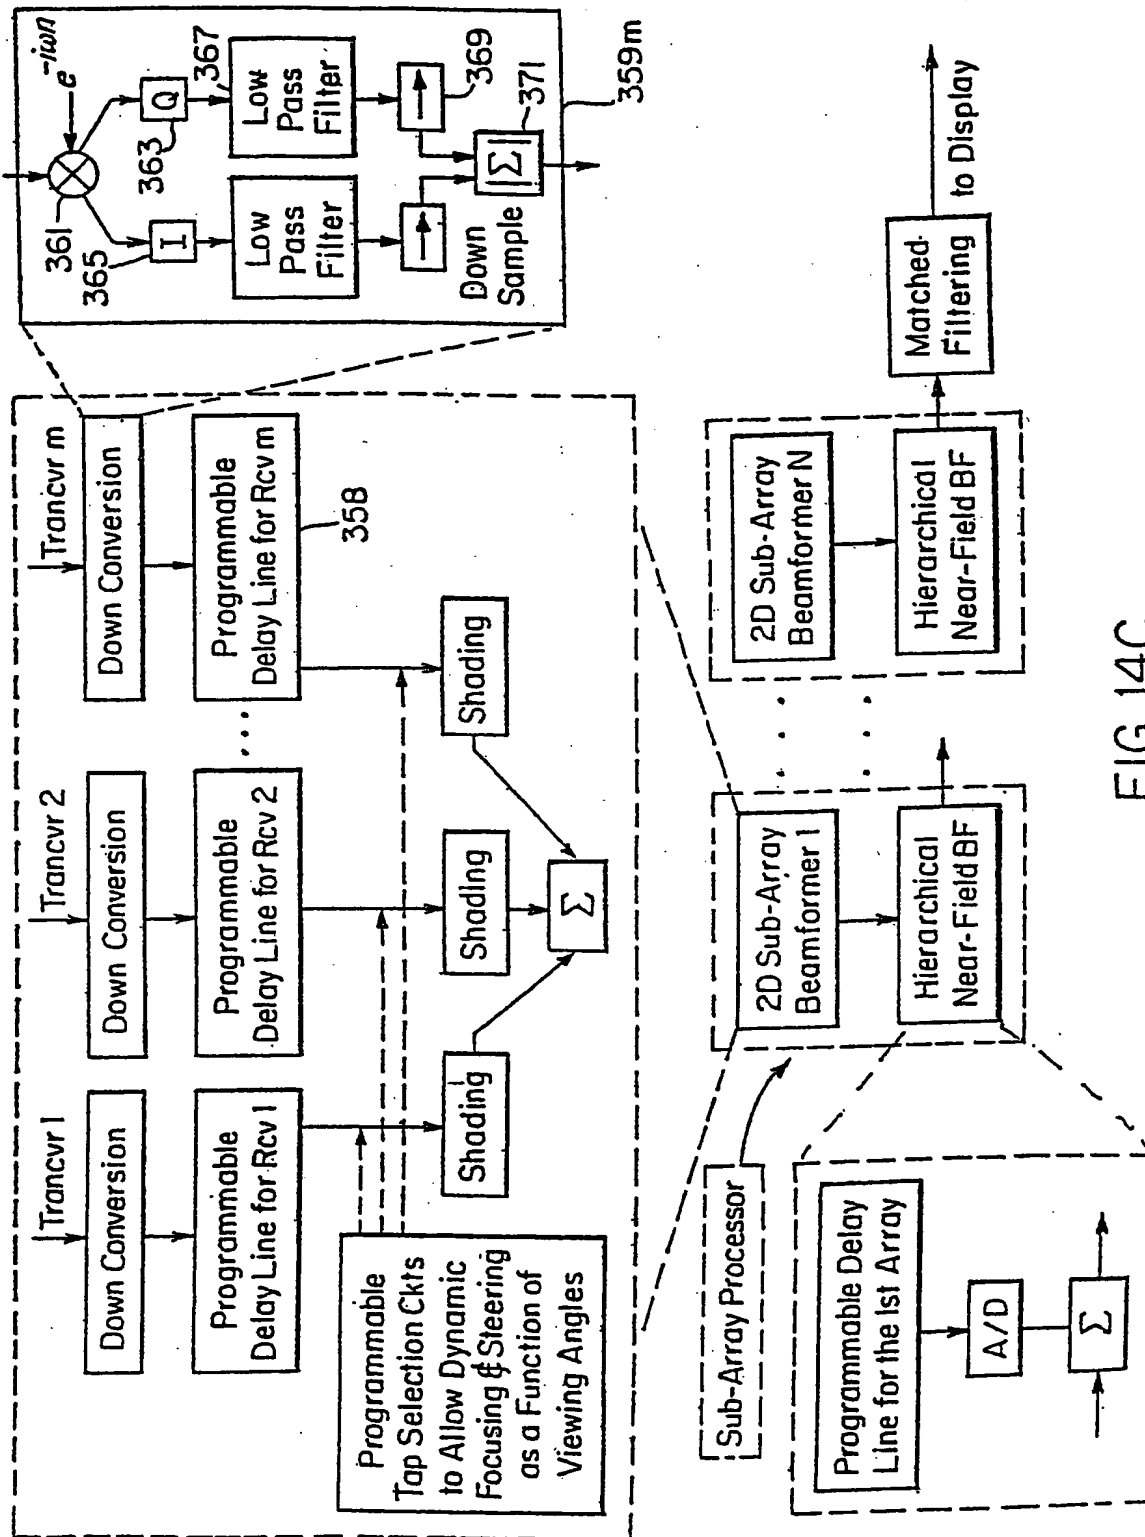 Trancvr 1
Trancvr 2
Trancvr m
Down Conversion
Down Conversion
Down Conversion
Programmable
Delay Line for Rcv 1
Programmable
Delay Line for Rcv 2
...
Programmable
Delay Line for Rcv m
358
Programmable
Tap Selection Ckts
to Allow Dynamic
Focusing & Steering
as a Function of
Viewing Angles
Shading
Shading
Shading
Σ
e^-iωn
361
365
I
Q
363
367
Low
Pass
Filter
Low
Pass
Filter
369
Down
Sample
|Σ|
371
359m
Sub-Array Processor
2D Sub-Array
Beamformer 1
Hierarchical
Near-Field BF
. . .
. . .
2D Sub-Array
Beamformer N
Hierarchical
Near-Field BF
Matched
Filtering
to Display
Programmable Delay
Line for the 1st Array
A/D
Σ
FIG. 14C